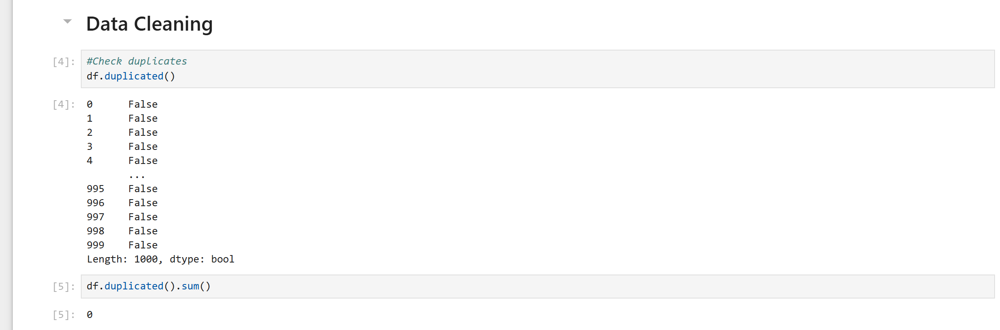 Data Cleaning
[4]: #Check duplicates
df.duplicated()
[4]: 0      False
1      False
2      False
3      False
4      False
...
995    False
996    False
997    False
998    False
999    False
Length: 1000, dtype: bool
[5]: df.duplicated().sum()
[5]: 0